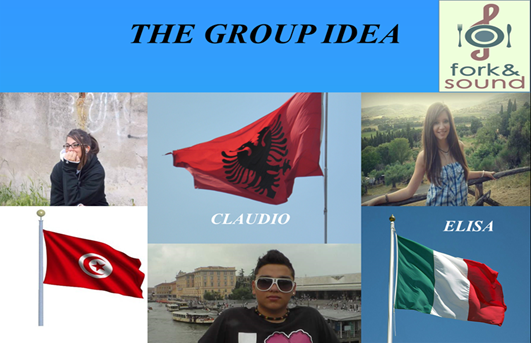 THE GROUP IDEA
fork&
sound
CLAUDIO
ELISA